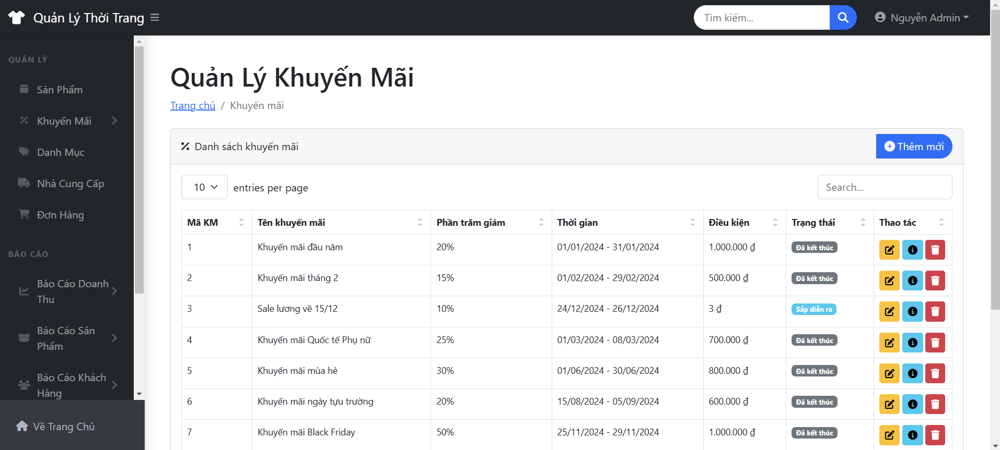 Quản Lý Thời Trang
Tìm kiếm...
Nguyễn Admin
QUẢN LÝ
Sản Phẩm
Khuyến Mãi
Danh Mục
Nhà Cung Cấp
Đơn Hàng
BÁO CÁO
Báo Cáo Doanh
Thu
Báo Cáo Sản
Phẩm
Báo Cáo Khách
Hàng
Về Trang Chủ
Quản Lý Khuyến Mãi
Trang chủ / Khuyến mãi
Danh sách khuyến mãi
Thêm mới
10 entries per page
Search...
Mã KM Tên khuyến mãi Phần trăm giảm Thời gian Điều kiện Trạng thái Thao tác
1 Khuyến mãi đầu năm 20% 01/01/2024 - 31/01/2024 1.000.000 ₫ Đã kết thúc
2 Khuyến mãi tháng 2 15% 01/02/2024 - 29/02/2024 500.000 ₫ Đã kết thúc
3 Sale lương về 15/12 10% 24/12/2024 - 26/12/2024 3 ₫ Sắp diễn ra
4 Khuyến mãi Quốc tế Phụ nữ 25% 01/03/2024 - 08/03/2024 700.000 ₫ Đã kết thúc
5 Khuyến mãi mùa hè 30% 01/06/2024 - 30/06/2024 800.000 ₫ Đã kết thúc
6 Khuyến mãi ngày tựu trường 20% 15/08/2024 - 05/09/2024 600.000 ₫ Đã kết thúc
7 Khuyến mãi Black Friday 50% 25/11/2024 - 29/11/2024 1.000.000 ₫ Đã kết thúc